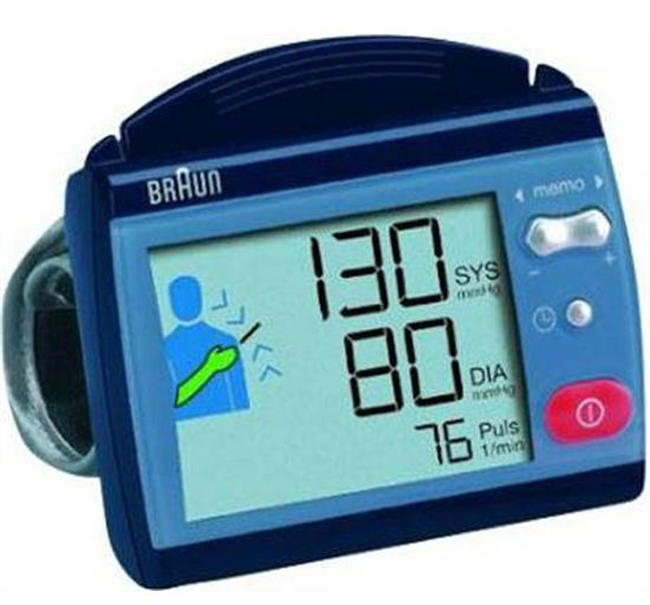 BRAUN
memo
130 SYS
mmHg
- +
80 DIA
mmHg
76 Puls
1/min